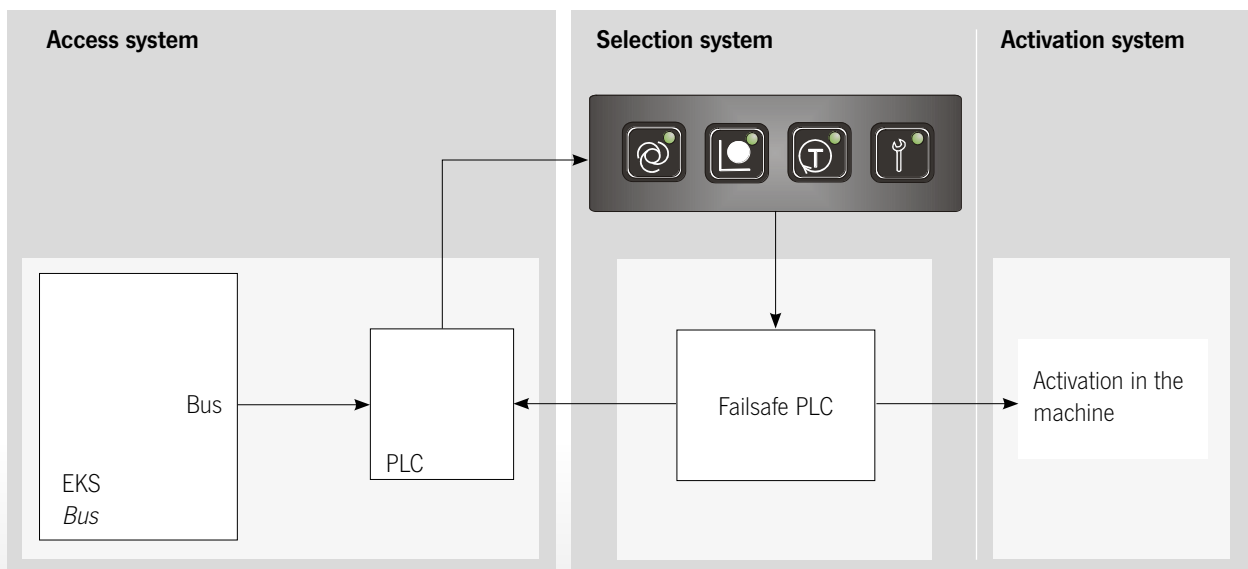 Access system
Selection system
Activation system
T
Bus
EKS
Bus
PLC
Failsafe PLC
Activation in the
machine